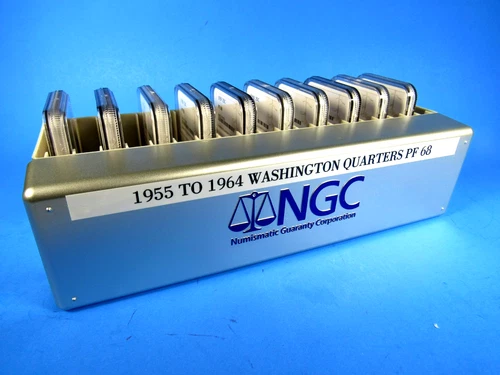 1955 TO 1964 WASHINGTON QUARTERS PF 68
NGC
Numismatic Guaranty Corporation